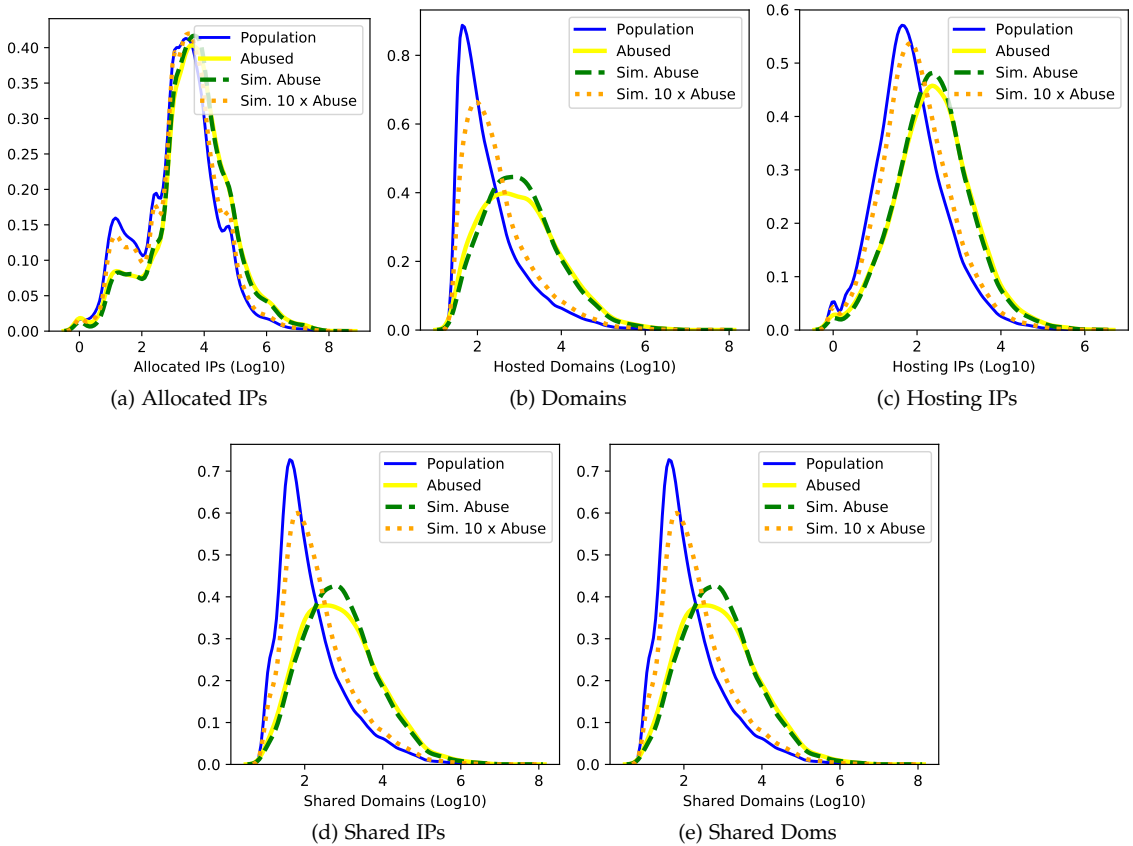 0.40
0.35
0.30
0.25
0.20
0.15
0.10
0.05
0.00
0 2 4 6 8
Allocated IPs (Log10)
Population
Abused
Sim. Abuse
Sim. 10 x Abuse
(a) Allocated IPs
0.8
0.6
0.4
0.2
0.0
2 4 6 8
Hosted Domains (Log10)
Population
Abused
Sim. Abuse
Sim. 10 x Abuse
(b) Domains
0.6
0.5
0.4
0.3
0.2
0.1
0.0
0 2 4 6
Hosting IPs (Log10)
Population
Abused
Sim. Abuse
Sim. 10 x Abuse
(c) Hosting IPs
0.7
0.6
0.5
0.4
0.3
0.2
0.1
0.0
2 4 6 8
Shared Domains (Log10)
Population
Abused
Sim. Abuse
Sim. 10 x Abuse
(d) Shared IPs
0.7
0.6
0.5
0.4
0.3
0.2
0.1
0.0
2 4 6 8
Shared Domains (Log10)
Population
Abused
Sim. Abuse
Sim. 10 x Abuse
(e) Shared Doms